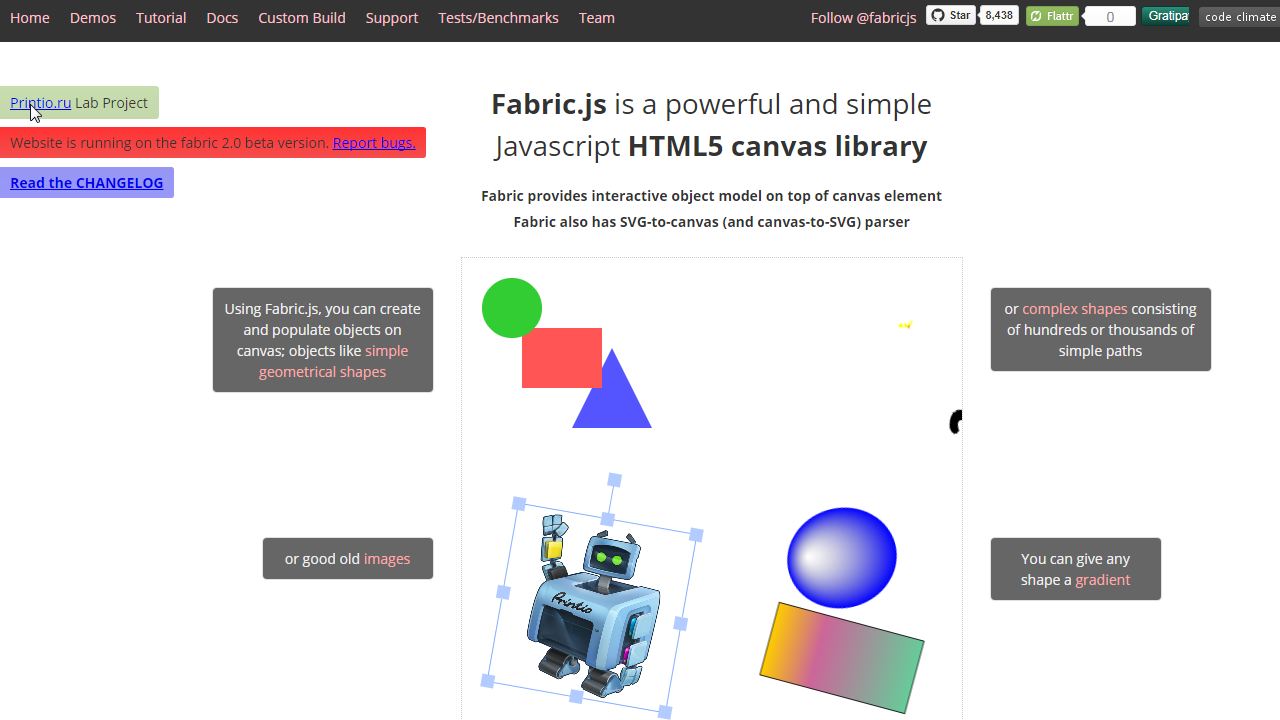 Home Demos Tutorial Docs Custom Build Support Tests/Benchmarks Team Follow @fabricjs Star 8,438 Flattr 0 Gratipa code climate
Printio.ru Lab Project
Website is running on the fabric 2.0 beta version. Report bugs.
Read the CHANGELOG
Fabric.js is a powerful and simple
Javascript HTML5 canvas library
Fabric provides interactive object model on top of canvas element
Fabric also has SVG-to-canvas (and canvas-to-SVG) parser
Using Fabric.js, you can create
and populate objects on
canvas; objects like simple
geometrical shapes
or complex shapes consisting
of hundreds or thousands of
simple paths
or good old images
Printio
You can give any
shape a gradient